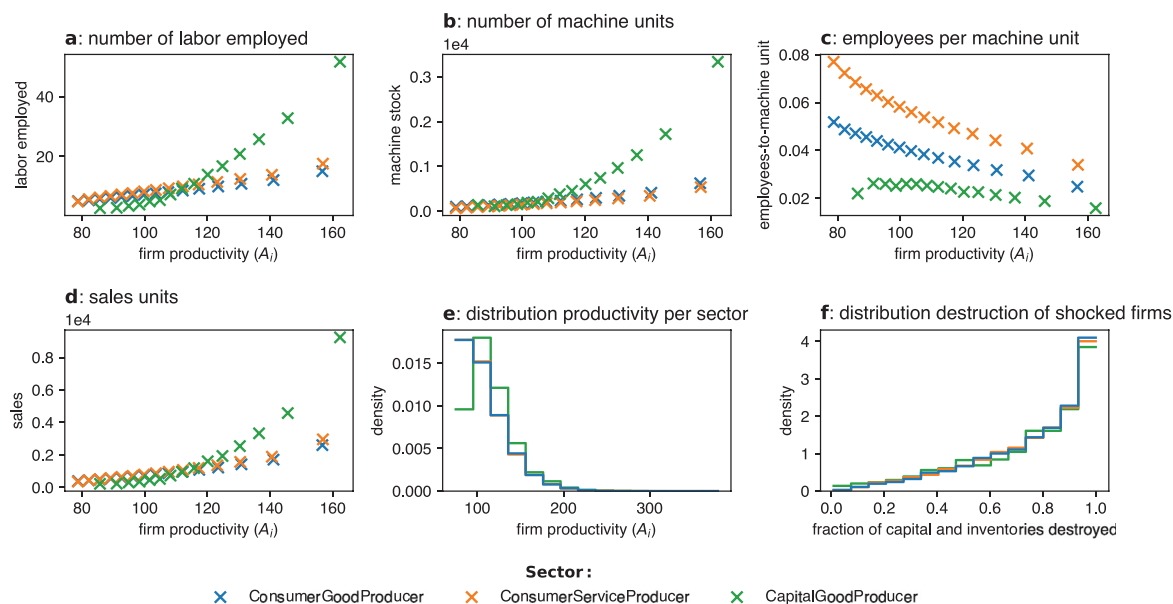 a: number of labor employed
labor employed
20
40
80
100
120
140
160
firm productivity (A_i)
b: number of machine units
1e4
machine stock
0.0
0.1
0.2
0.3
80
100
120
140
160
firm productivity (A_i)
c: employees per machine unit
employees-to-machine unit
0.02
0.04
0.06
0.08
80
100
120
140
160
firm productivity (A_i)
d: sales units
1e4
sales
0.0
0.2
0.4
0.6
0.8
80
100
120
140
160
firm productivity (A_i)
e: distribution productivity per sector
density
0.000
0.005
0.010
0.015
100
200
300
firm productivity (A_i)
f: distribution destruction of shocked firms
density
0
1
2
3
4
0.0
0.2
0.4
0.6
0.8
1.0
fraction of capital and inventories destroyed
Sector:
ConsumerGoodProducer
ConsumerServiceProducer
CapitalGoodProducer